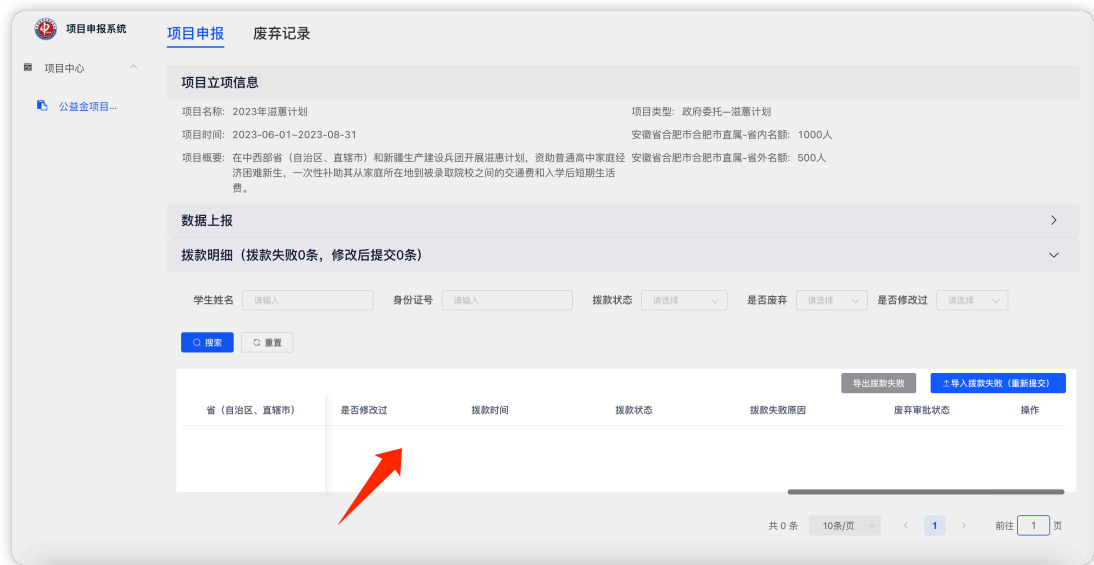 项目申报系统
项目申报 废弃记录
项目中心
公益金项目...
项目立项信息
项目名称: 2023年滋蕙计划 项目类型: 政府委托—滋蕙计划
项目时间: 2023-06-01~2023-08-31 安徽省合肥市合肥市直属-省内名额: 1000人
项目概要: 在中西部省（自治区、直辖市）和新疆生产建设兵团开展滋蕙计划，资助普通高中家庭经 安徽省合肥市合肥市直属-省外名额: 500人
济困难新生，一次性补助其从家庭所在地到被录取院校之间的交通费和入学后短期生活
费。
数据上报
拨款明细（拨款失败0条，修改后提交0条）
学生姓名 请输入 身份证号 请输入 拨款状态 请选择 是否废弃 请选择 是否修改过 请选择
搜索 重置
导出拨款失败 导入拨款失败（重新提交）
省（自治区、直辖市） 是否修改过 拨款时间 拨款状态 拨款失败原因 废弃审批状态 操作
共 0 条 10条/页 1 前往 1 页